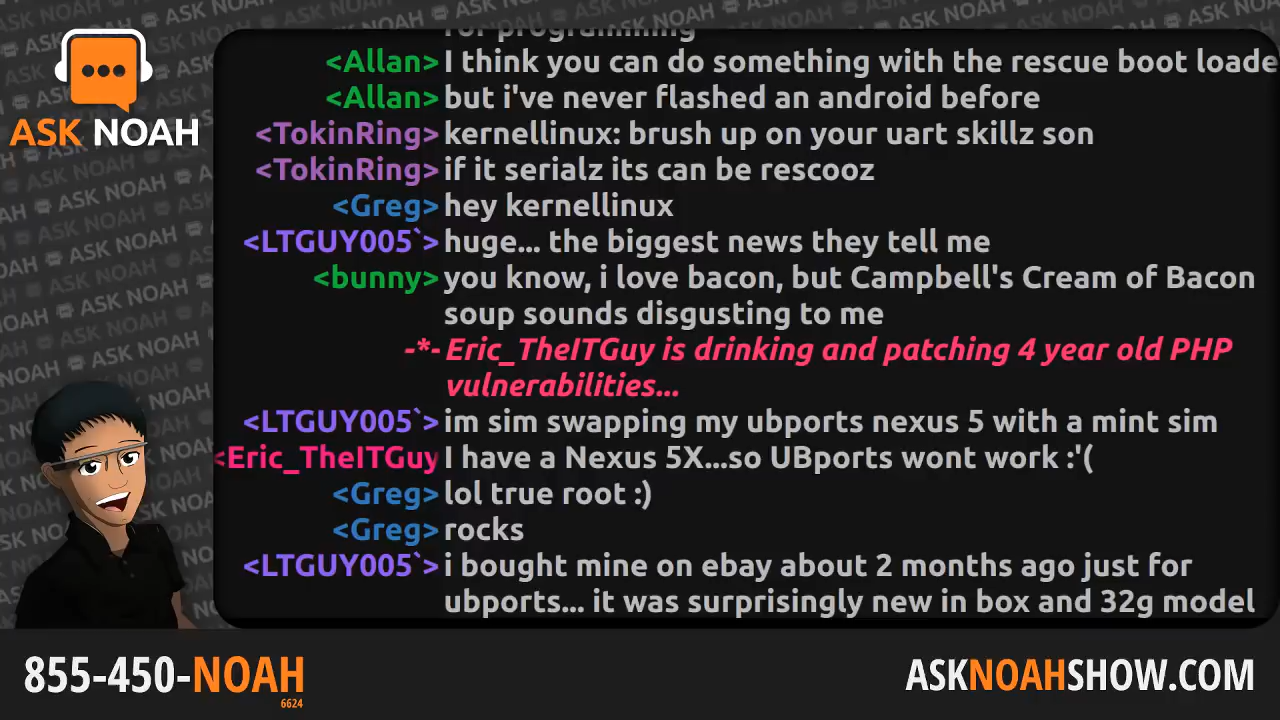 for programming
<Allan> I think you can do something with the rescue boot loade
<Allan> but i've never flashed an android before
<TokinRing> kernellinux: brush up on your uart skillz son
<TokinRing> if it serialz its can be rescooz
<Greg> hey kernellinux
<LTGUY005`> huge... the biggest news they tell me
<bunny> you know, i love bacon, but Campbell's Cream of Bacon
soup sounds disgusting to me
-*- Eric_TheITGuy is drinking and patching 4 year old PHP
vulnerabilities...
<LTGUY005`> im sim swapping my ubports nexus 5 with a mint sim
<Eric_TheITGuy I have a Nexus 5X...so UBports wont work :'(
<Greg> lol true root :)
<Greg> rocks
<LTGUY005`> i bought mine on ebay about 2 months ago just for
ubports... it was surprisingly new in box and 32g model
ASK NOAH
855-450-NOAH
6624
ASKNOAHSHOW.COM